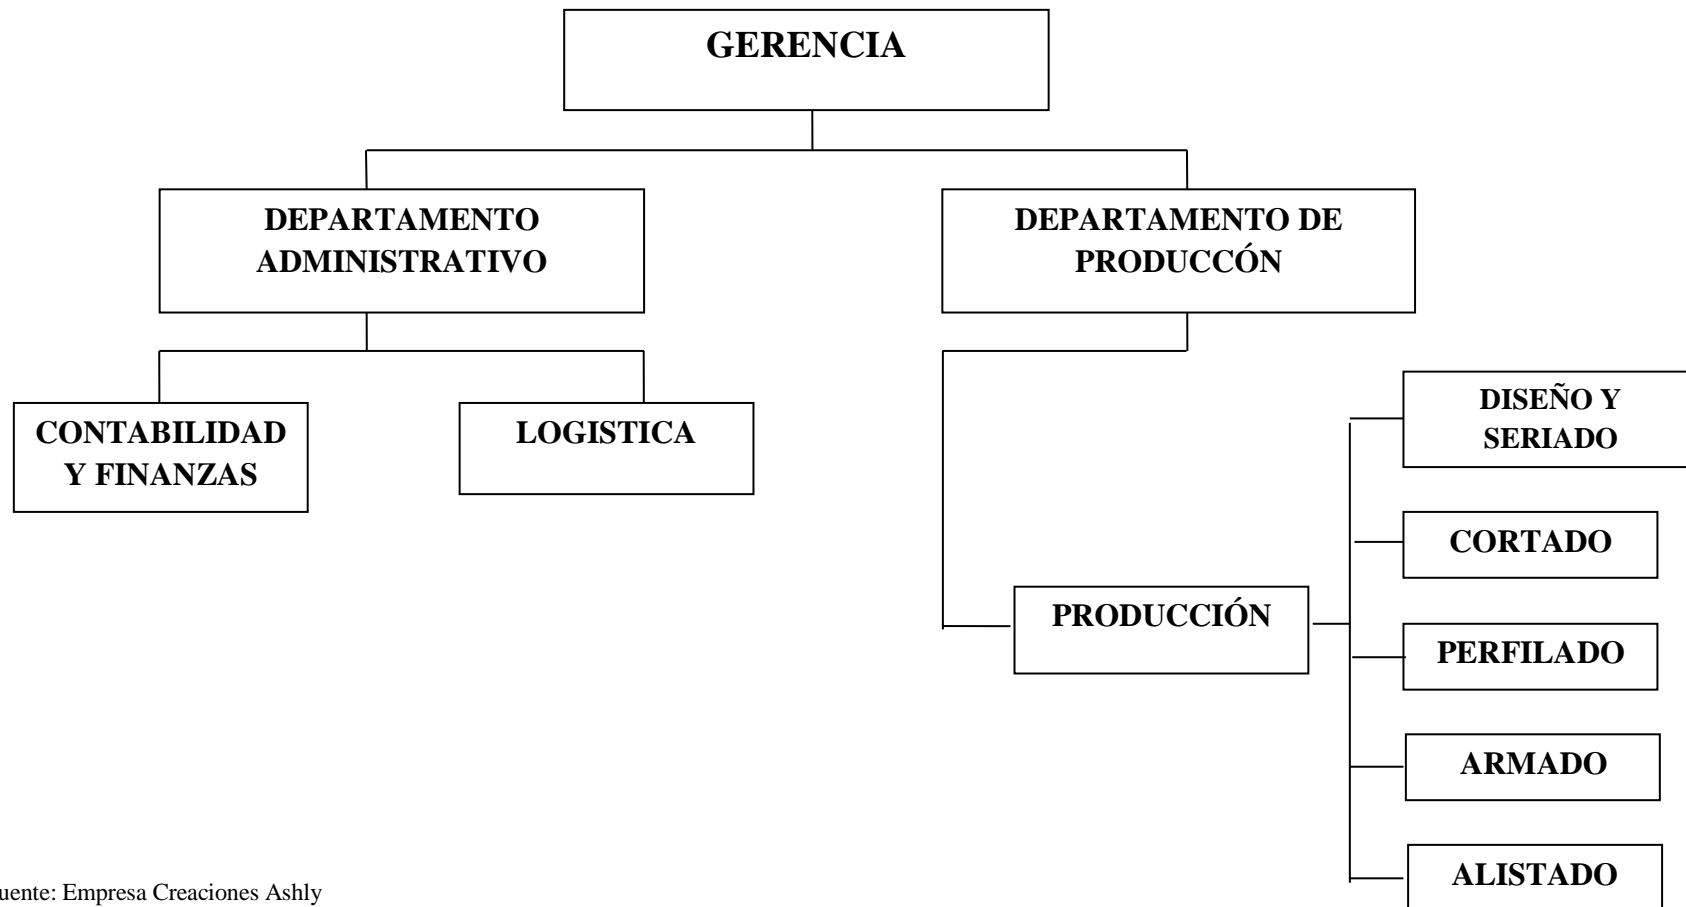 GERENCIA
DEPARTAMENTO
ADMINISTRATIVO
DEPARTAMENTO DE
PRODUCCÓN
CONTABILIDAD
Y FINANZAS
LOGISTICA
DISEÑO Y
SERIADO
CORTADO
PRODUCCIÓN
PERFILADO
ARMADO
ALISTADO
uente: Empresa Creaciones Ashly